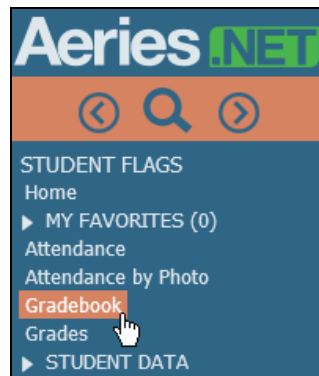 Aeries .NET
STUDENT FLAGS
Home
MY FAVORITES (0)
Attendance
Attendance by Photo
Gradebook
Grades
STUDENT DATA